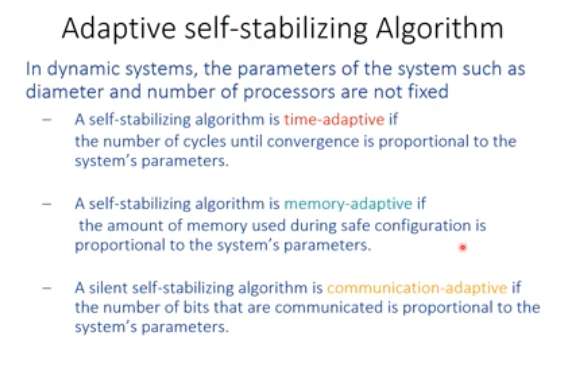 Adaptive self-stabilizing Algorithm
In dynamic systems, the parameters of the system such as
diameter and number of processors are not fixed
– A self-stabilizing algorithm is time-adaptive if
the number of cycles until convergence is proportional to the
system's parameters.
– A self-stabilizing algorithm is memory-adaptive if
the amount of memory used during safe configuration is
proportional to the system's parameters.
– A silent self-stabilizing algorithm is communication-adaptive if
the number of bits that are communicated is proportional to the
system's parameters.